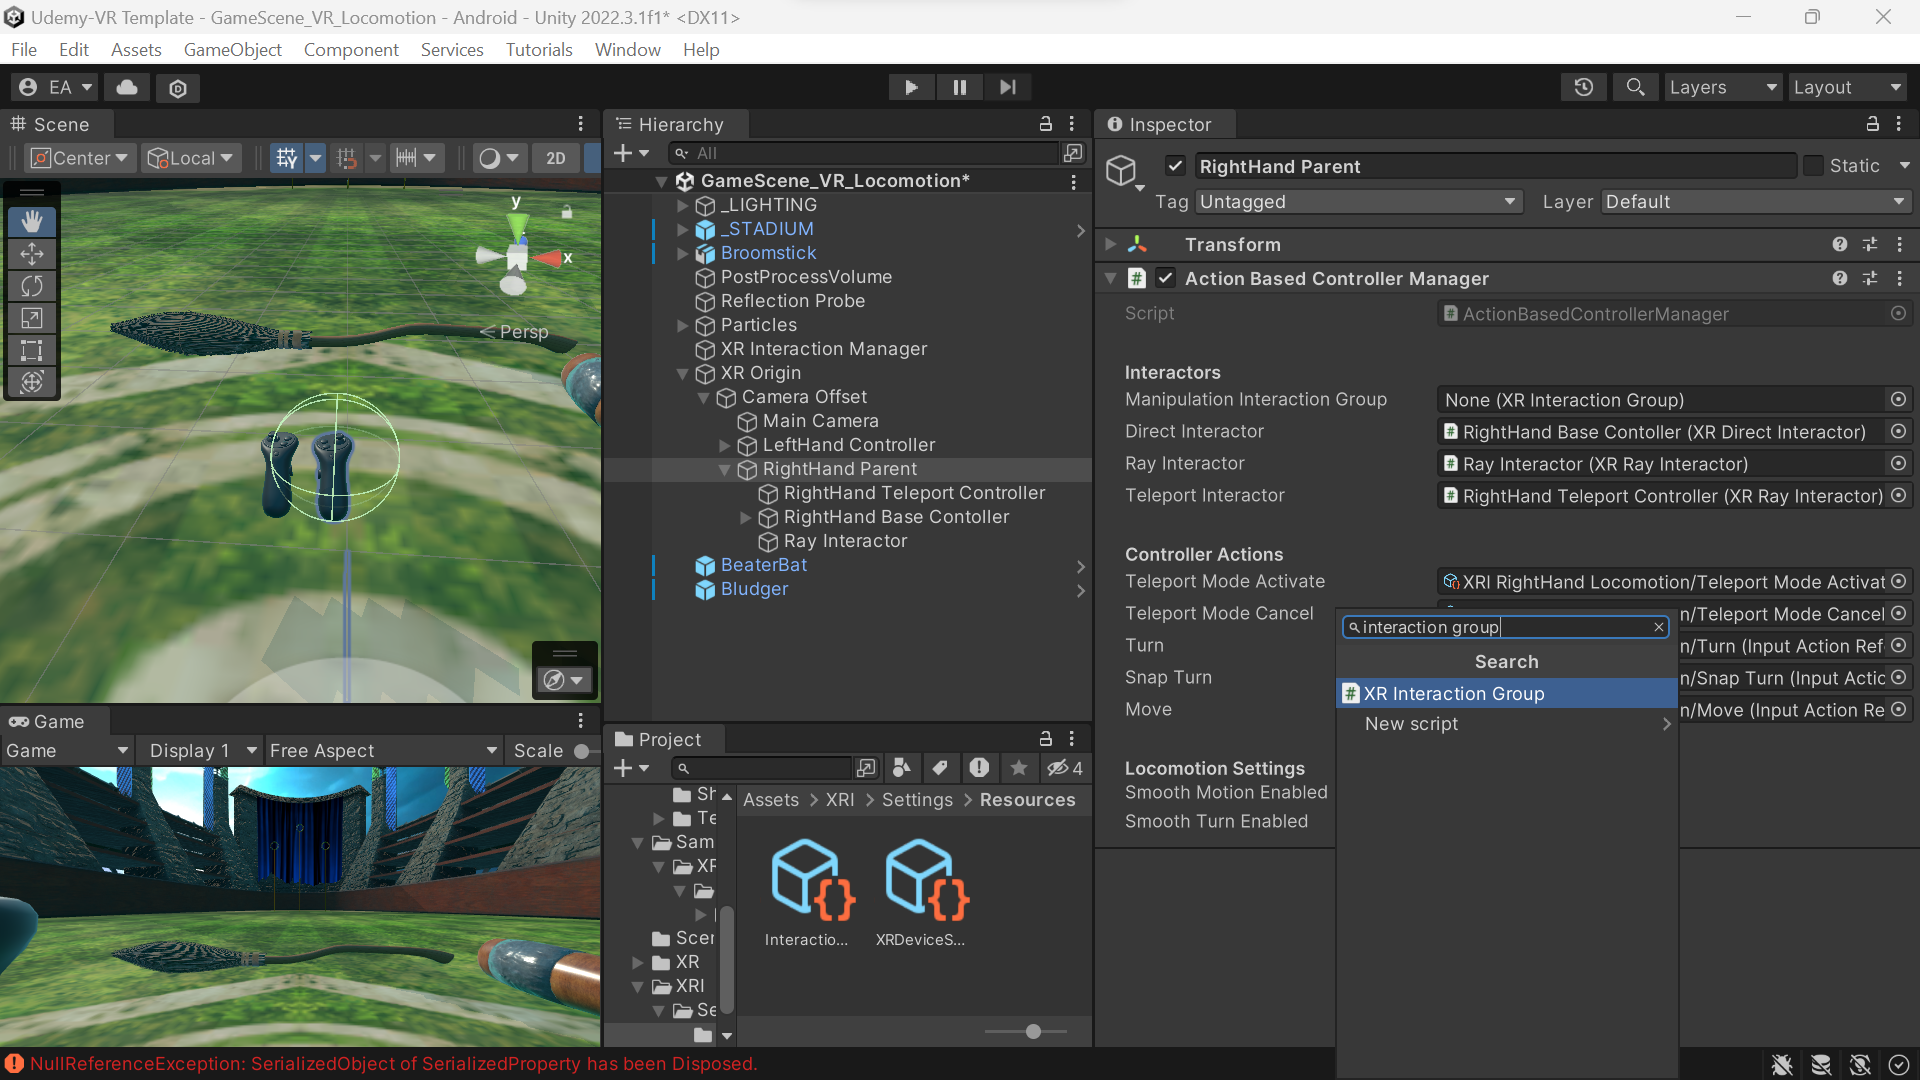 Udemy-VR Template - GameScene_VR_Locomotion - Android - Unity 2022.3.1f1* <DX11>
File Edit Assets GameObject Component Services Tutorials Window Help
EA
Layers Layout
Scene
Center Local 2D
y
x
Persp
Hierarchy
All
GameScene_VR_Locomotion*
_LIGHTING
_STADIUM
Broomstick
PostProcessVolume
Reflection Probe
Particles
XR Interaction Manager
XR Origin
Camera Offset
Main Camera
LeftHand Controller
RightHand Parent
RightHand Teleport Controller
RightHand Base Contoller
Ray Interactor
BeaterBat
Bludger
Game
Game Display 1 Free Aspect Scale
Project
4
Sh
Te
Sam
XR
Scer
XR
XRI
Se
Assets > XRI > Settings > Resources
Interactio... XRDeviceS...
Inspector
RightHand Parent Static
Tag Untagged Layer Default
Transform
# Action Based Controller Manager
Script # ActionBasedControllerManager
Interactors
Manipulation Interaction Group None (XR Interaction Group)
Direct Interactor # RightHand Base Contoller (XR Direct Interactor)
Ray Interactor # Ray Interactor (XR Ray Interactor)
Teleport Interactor # RightHand Teleport Controller (XR Ray Interactor)
Controller Actions
Teleport Mode Activate XRI RightHand Locomotion/Teleport Mode Activat
Teleport Mode Cancel n/Teleport Mode Cancel
Turn n/Turn (Input Action Ref
Snap Turn n/Snap Turn (Input Actic
Move n/Move (Input Action Re
Locomotion Settings
Smooth Motion Enabled
Smooth Turn Enabled
interaction group
Search
# XR Interaction Group
New script
NullReferenceException: SerializedObject of SerializedProperty has been Disposed.